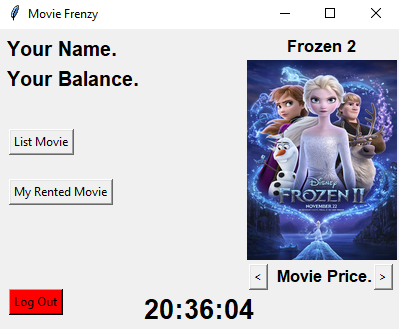 Movie Frenzy
Your Name.
Your Balance.
List Movie
My Rented Movie
Log Out
Frozen 2
Disney
FROZEN II
NOVEMBER 22
< Movie Price. >
20:36:04